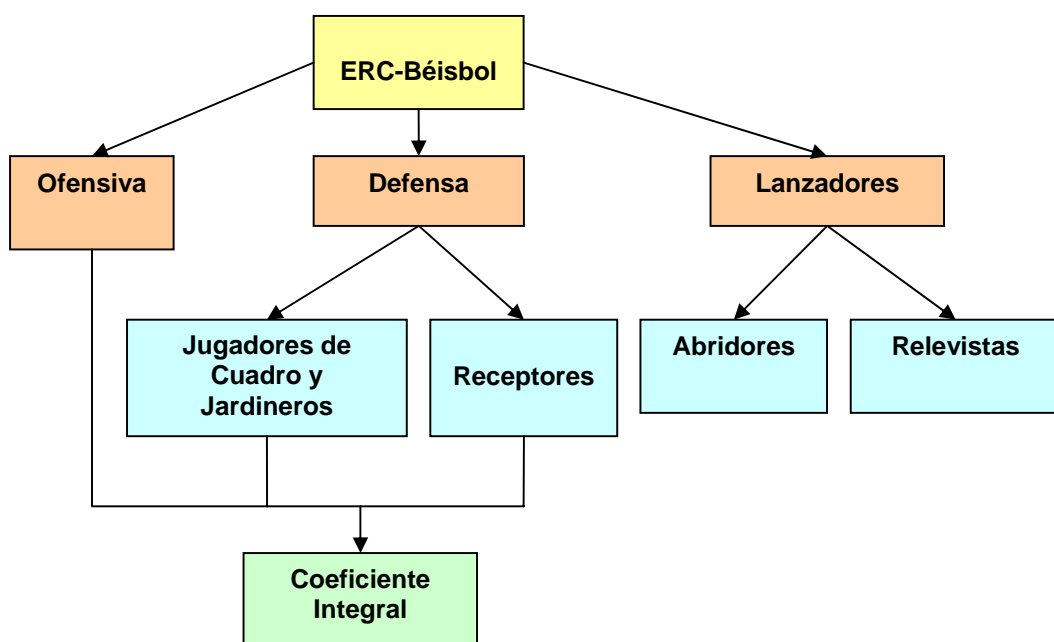 ERC-Béisbol
Ofensiva
Defensa
Lanzadores
Jugadores de
Cuadro y
Jardineros
Receptores
Abridores
Relevistas
Coeficiente
Integral